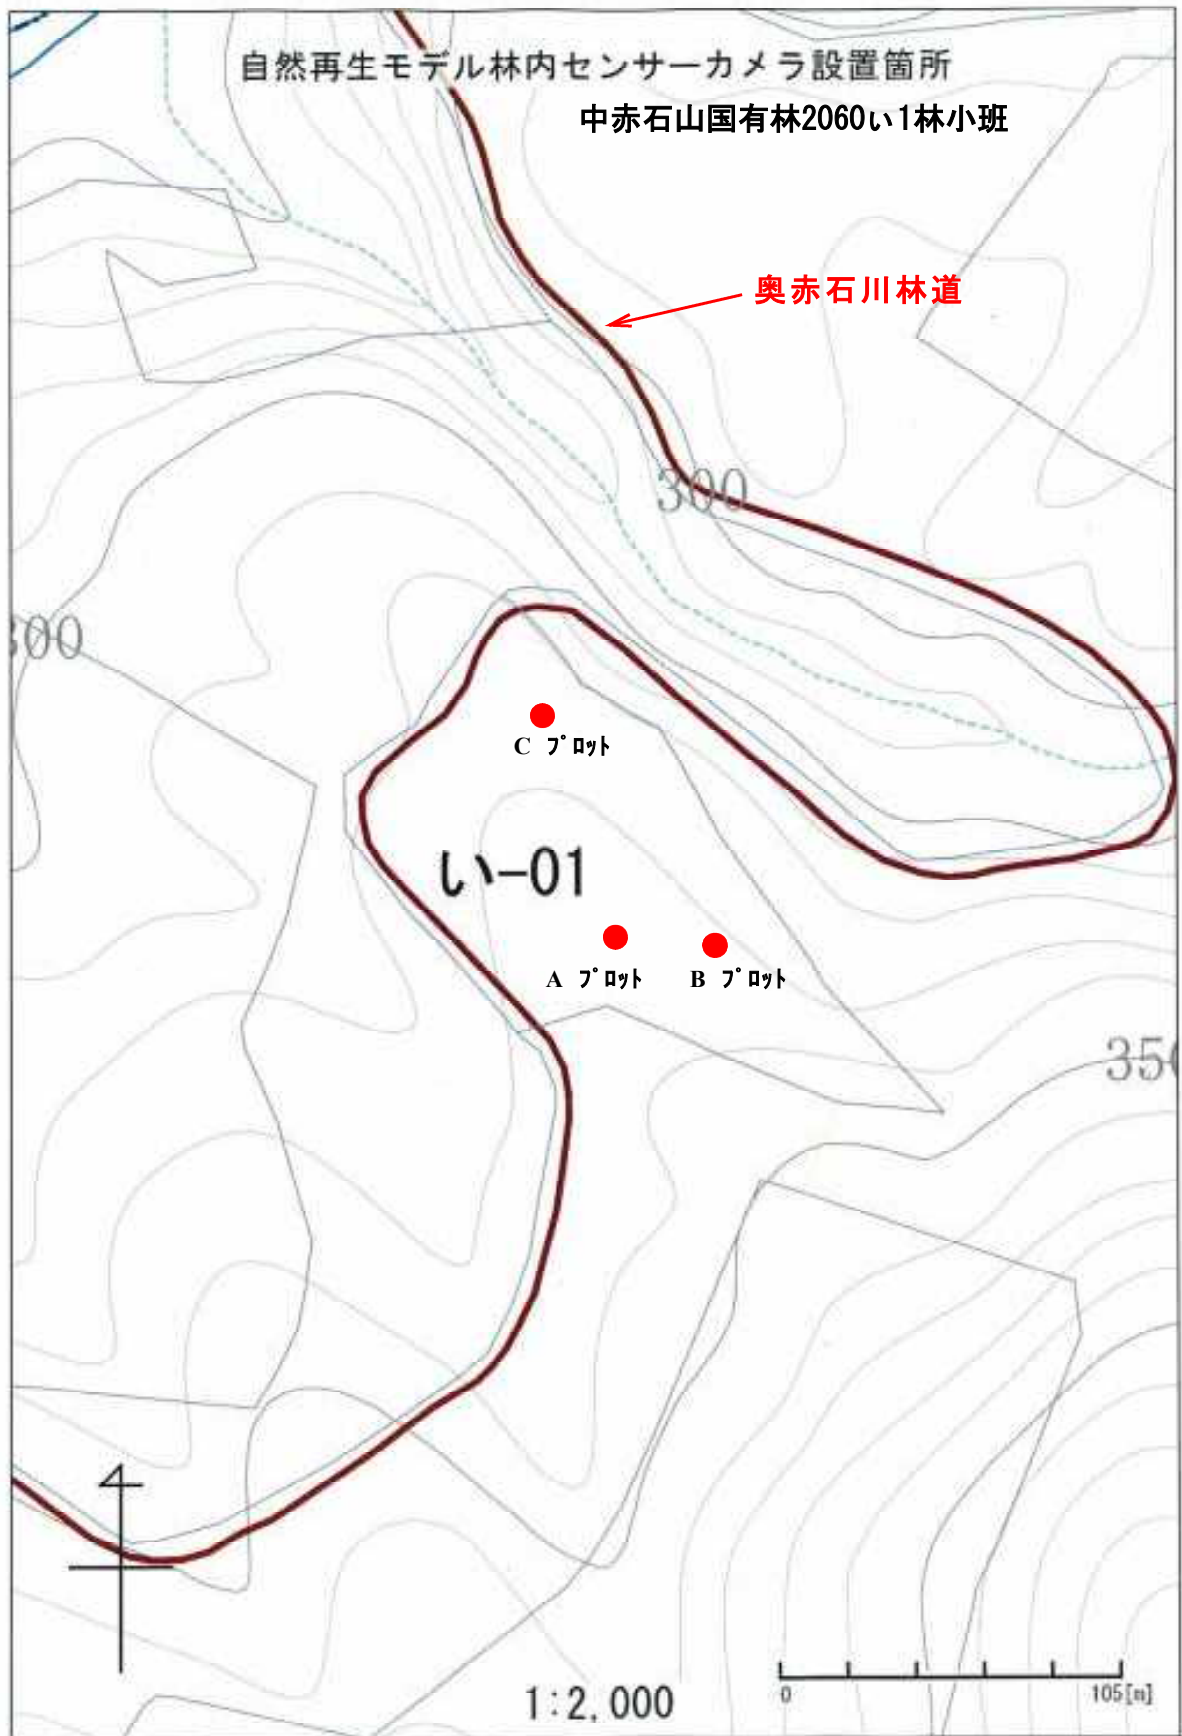 自然再生モデル林内センサーカメラ設置箇所
中赤石山国有林2060い1林小班
奥赤石川林道
300
300
C プロット
い-01
A プロット
B プロット
350
1:2,000
0
105[m]